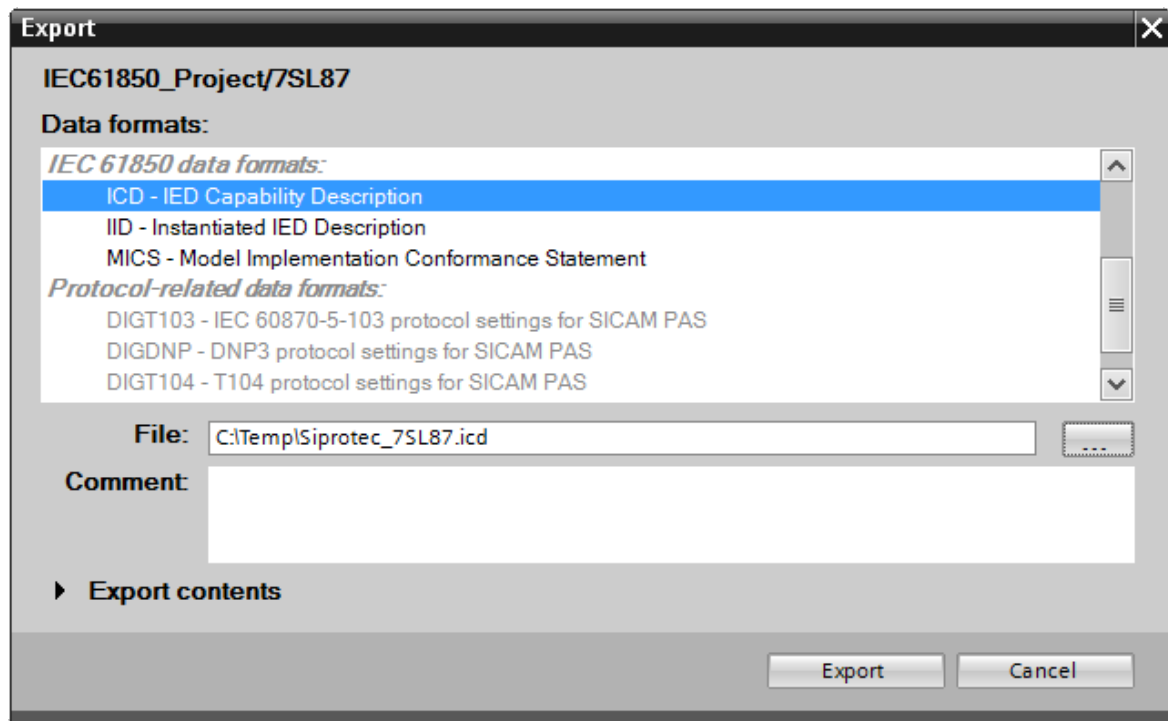 Export
IEC61850_Project/7SL87
Data formats:
IEC 61850 data formats:
ICD - IED Capability Description
IID - Instantiated IED Description
MICS - Model Implementation Conformance Statement
Protocol-related data formats:
DIGT103 - IEC 60870-5-103 protocol settings for SICAM PAS
DIGDNP - DNP3 protocol settings for SICAM PAS
DIGT104 - T104 protocol settings for SICAM PAS
File: C:\Temp\Siprotec_7SL87.icd ...
Comment:
Export contents
Export Cancel